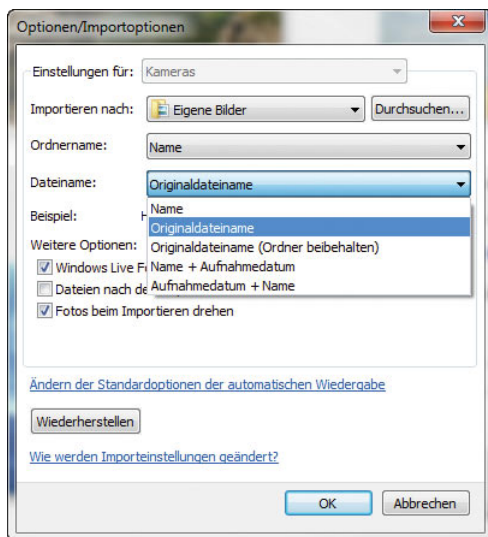 Optionen/Importoptionen
Einstellungen für: Kameras
Importieren nach: Eigene Bilder Durchsuchen...
Ordnername: Name
Dateiname: Originaldateiname
Name
Beispiel:
Originaldateiname
Weitere Optionen: Originaldateiname (Ordner beibehalten)
Windows Live Name + Aufnahmedatum
Dateien nach Aufnahmedatum + Name
Fotos beim Importieren drehen
Ändern der Standardoptionen der automatischen Wiedergabe
Wiederherstellen
Wie werden Importeinstellungen geändert?
OK Abbrechen